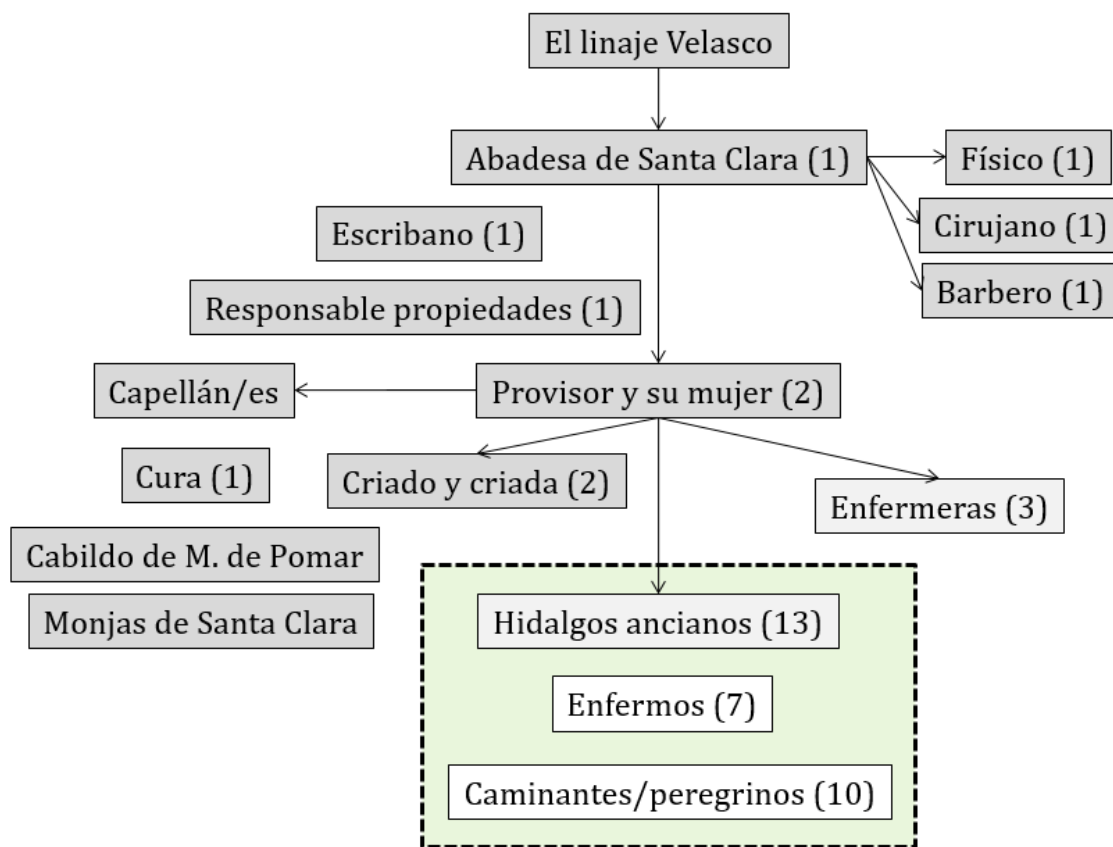 El linaje Velasco
Abadesa de Santa Clara (1)
Físico (1)
Escribano (1)
Cirujano (1)
Responsable propiedades (1)
Barbero (1)
Capellán/es
Provisor y su mujer (2)
Cura (1)
Criado y criada (2)
Enfermeras (3)
Cabildo de M. de Pomar
Monjas de Santa Clara
Hidalgos ancianos (13)
Enfermos (7)
Caminantes/peregrinos (10)